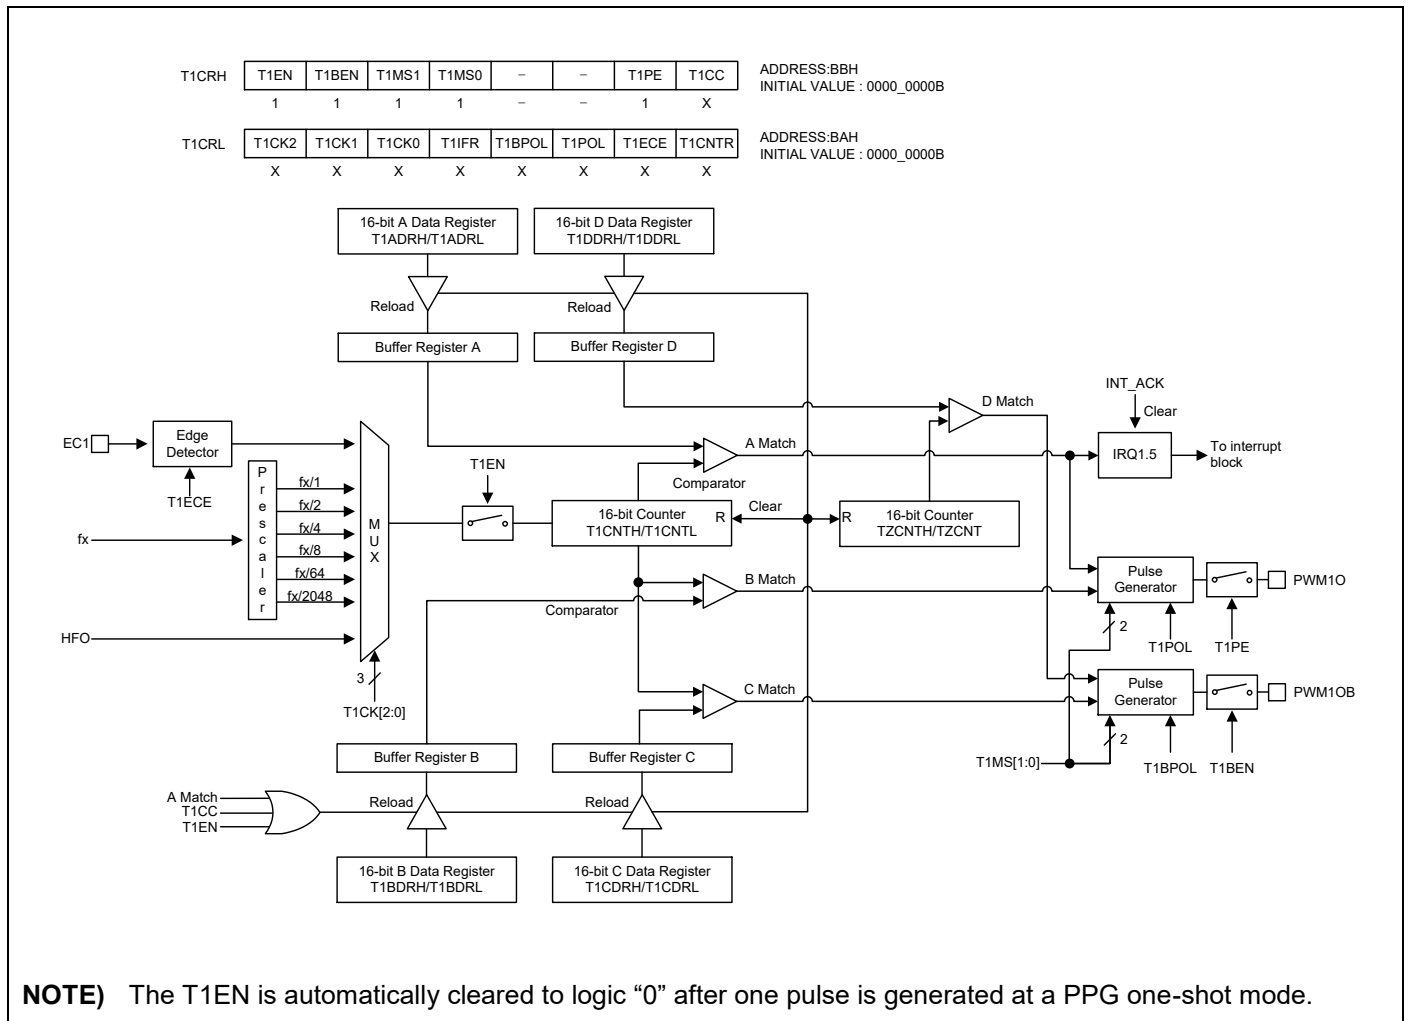 T1CRH T1EN T1BEN T1MS1 T1MS0 – – T1PE T1CC ADDRESS:BBH
INITIAL VALUE : 0000_0000B
1 1 1 1 – – 1 X
T1CRL T1CK2 T1CK1 T1CK0 T1IFR T1BPOL T1POL T1ECE T1CNTR ADDRESS:BAH
INITIAL VALUE : 0000_0000B
X X X X X X X X
16-bit A Data Register
T1ADRH/T1ADRL
16-bit D Data Register
T1DDRH/T1DDRL
Reload
Reload
Buffer Register A
Buffer Register D
INT_ACK
Clear
D Match
EC1
Edge
Detector
T1ECE
A Match
Comparator
IRQ1.5
To interrupt
block
T1EN
Prescaler
fx
fx/1
fx/2
fx/4
fx/8
fx/64
fx/2048
MUX
16-bit Counter
T1CNTH/T1CNTL
R
Clear
R
16-bit Counter
TZCNTH/TZCNT
B Match
Comparator
Pulse
Generator
PWM1O
2
T1POL
T1PE
HFO
3
T1CK[2:0]
C Match
Pulse
Generator
PWM1OB
2
T1MS[1:0]
T1BPOL
T1BEN
Buffer Register B
Buffer Register C
A Match
T1CC
T1EN
Reload
Reload
16-bit B Data Register
T1BDRH/T1BDRL
16-bit C Data Register
T1CDRH/T1CDRL
NOTE) The T1EN is automatically cleared to logic “0” after one pulse is generated at a PPG one-shot mode.